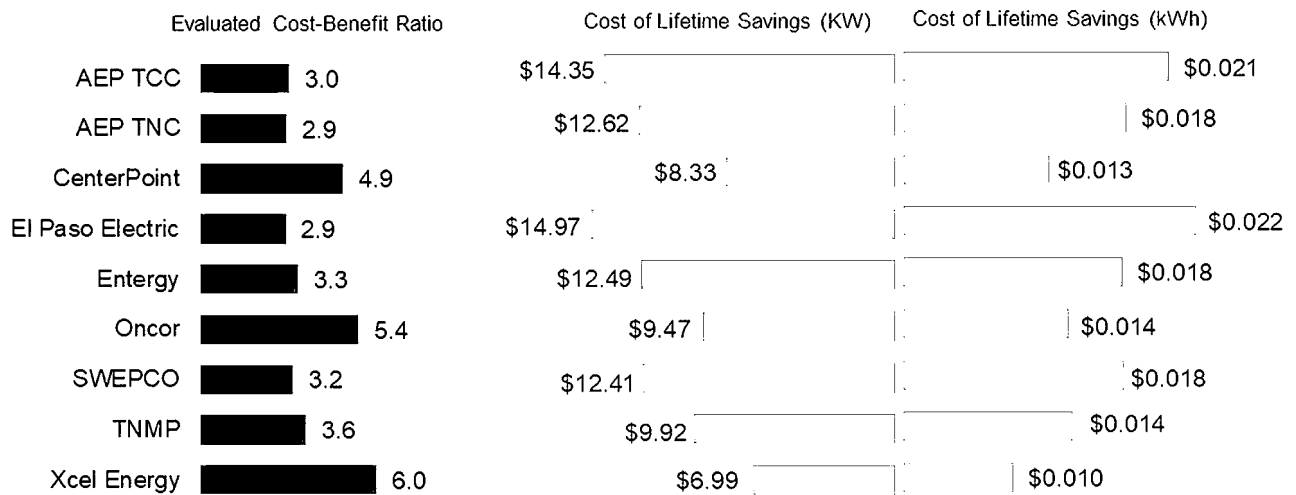 Evaluated Cost-Benefit Ratio Cost of Lifetime Savings (KW) Cost of Lifetime Savings (kWh)
AEP TCC 3.0 $14.35 $0.021
AEP TNC 2.9 $12.62 $0.018
CenterPoint 4.9 $8.33 $0.013
El Paso Electric 2.9 $14.97 $0.022
Entergy 3.3 $12.49 $0.018
Oncor 5.4 $9.47 $0.014
SWEPCO 3.2 $12.41 $0.018
TNMP 3.6 $9.92 $0.014
Xcel Energy 6.0 $6.99 $0.010